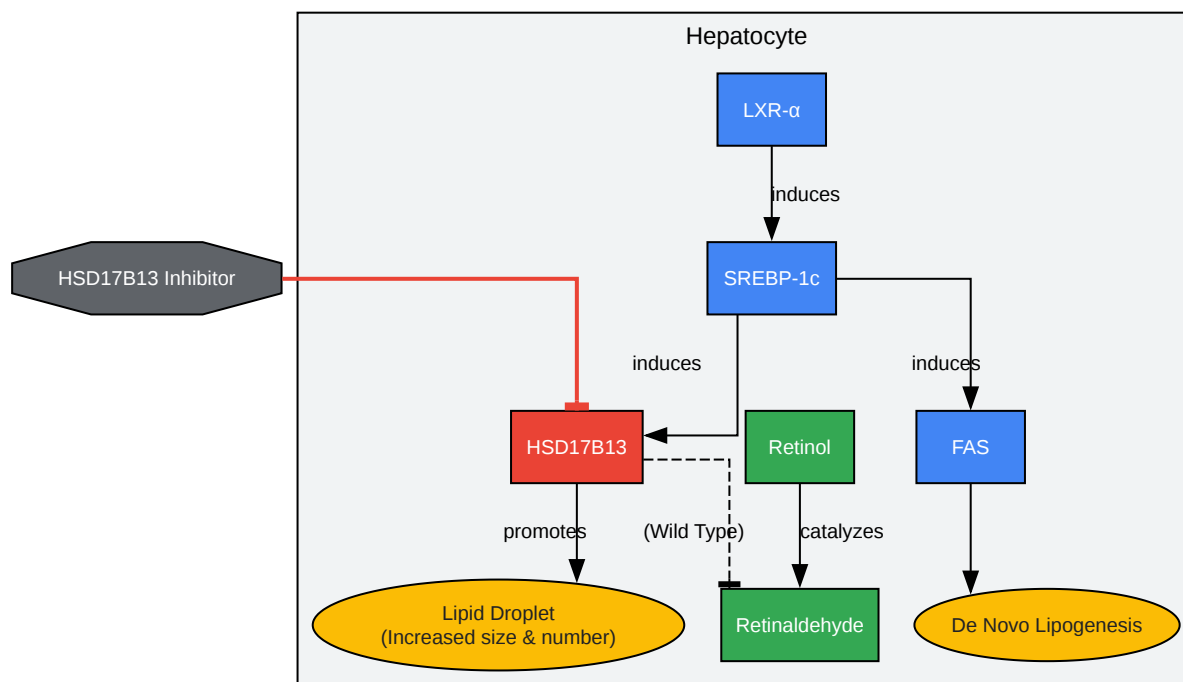 Hepatocyte
LXR-α
induces
HSD17B13 Inhibitor
SREBP-1c
induces
induces
HSD17B13
Retinol
FAS
promotes
(Wild Type)
catalyzes
Lipid Droplet
(Increased size & number)
Retinaldehyde
De Novo Lipogenesis